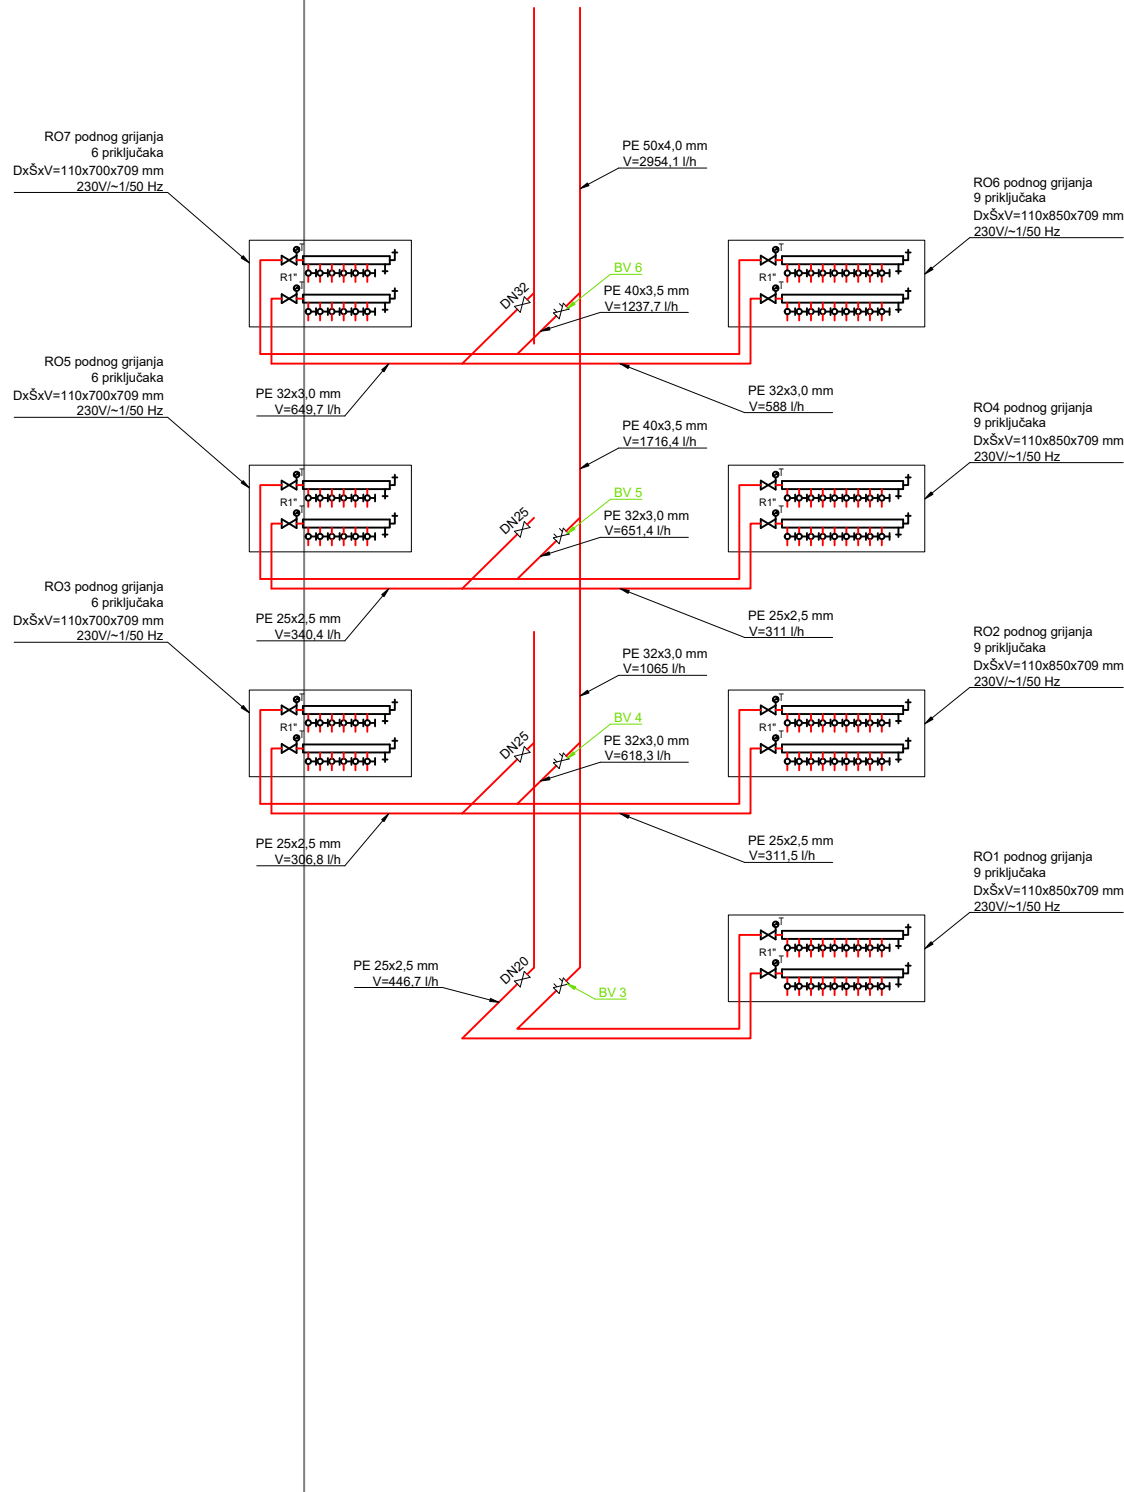 RO7 podnog grijanja
6 priključaka
DxŠxV=110x700x709 mm
230V/~1/50 Hz
PE 50x4,0 mm
V=2954,1 l/h
RO6 podnog grijanja
9 priključaka
DxŠxV=110x850x709 mm
230V/~1/50 Hz
T
R1"
T
DN32
BV 6
PE 40x3,5 mm
V=1237,7 l/h
T
R1"
T
PE 32x3,0 mm
V=649,7 l/h
PE 32x3,0 mm
V=588 l/h
RO5 podnog grijanja
6 priključaka
DxŠxV=110x700x709 mm
230V/~1/50 Hz
PE 40x3,5 mm
V=1716,4 l/h
RO4 podnog grijanja
9 priključaka
DxŠxV=110x850x709 mm
230V/~1/50 Hz
T
R1"
T
DN25
BV 5
PE 32x3,0 mm
V=651,4 l/h
T
R1"
T
PE 25x2,5 mm
V=340,4 l/h
PE 25x2,5 mm
V=311 l/h
RO3 podnog grijanja
6 priključaka
DxŠxV=110x700x709 mm
230V/~1/50 Hz
PE 32x3,0 mm
V=1065 l/h
RO2 podnog grijanja
9 priključaka
DxŠxV=110x850x709 mm
230V/~1/50 Hz
T
R1"
T
DN25
BV 4
PE 32x3,0 mm
V=618,3 l/h
T
R1"
T
PE 25x2,5 mm
V=306,8 l/h
PE 25x2,5 mm
V=311,5 l/h
RO1 podnog grijanja
9 priključaka
DxŠxV=110x850x709 mm
230V/~1/50 Hz
PE 25x2,5 mm
V=446,7 l/h
DN20
BV 3
T
R1"
T